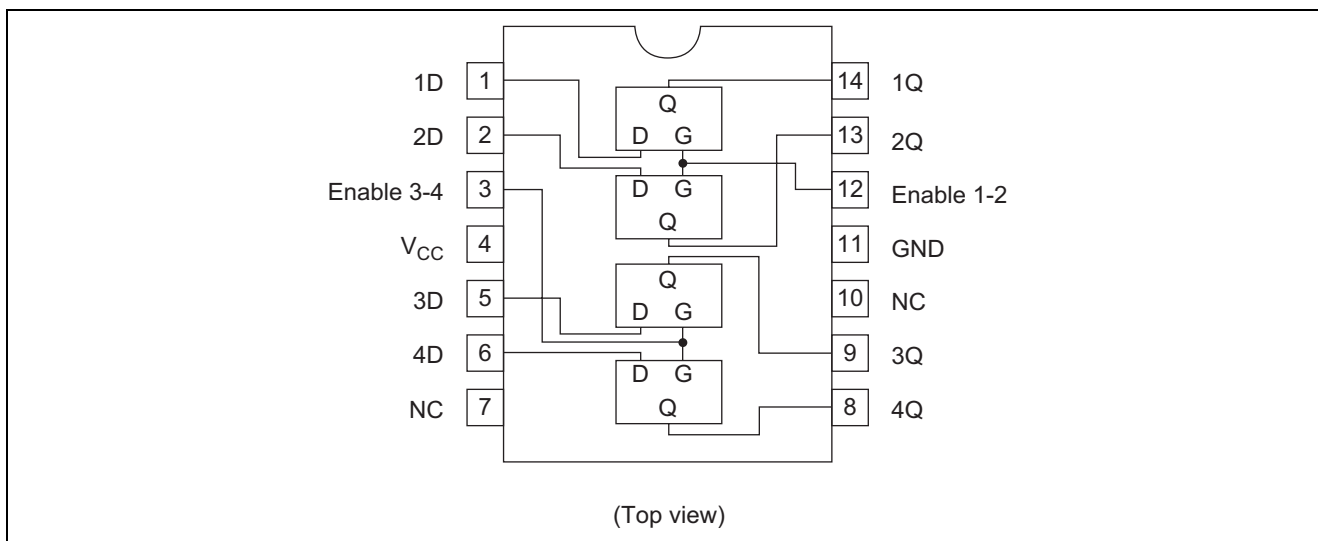 1D 1 14 1Q
Q
D G
2D 2 13 2Q
D G
Enable 3-4 3 12 Enable 1-2
Q
VCC 4 11 GND
Q
3D 5 10 NC
D G
4D 6 9 3Q
D G
NC 7 Q 8 4Q
(Top view)